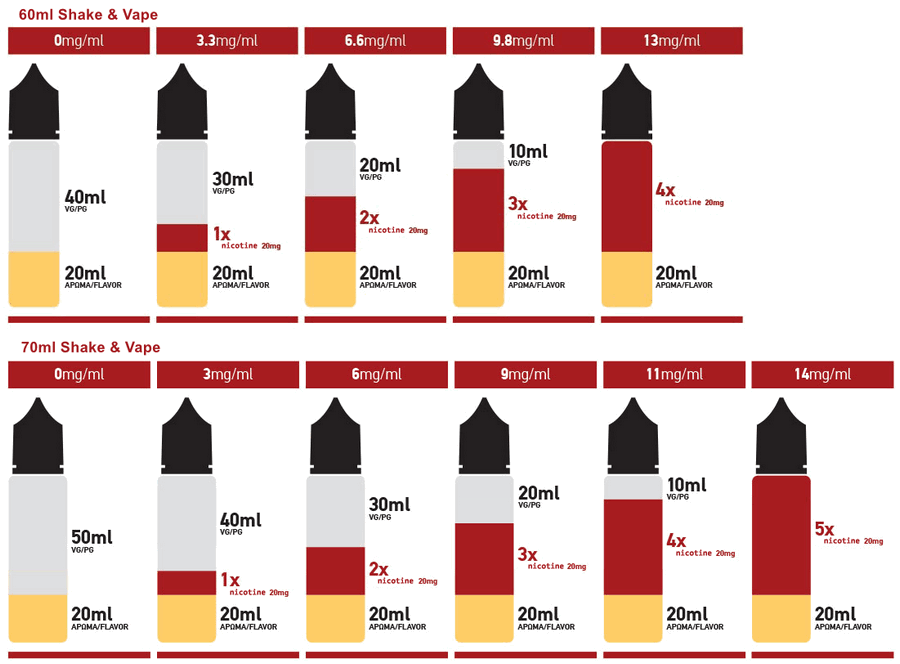 60ml Shake & Vape
0mg/ml
3.3mg/ml
6.6mg/ml
9.8mg/ml
13mg/ml
40ml
VG/PG
20ml
ΑΡΩΜΑ/FLAVOR
30ml
VG/PG
1x
nicotine 20mg
20ml
ΑΡΩΜΑ/FLAVOR
20ml
VG/PG
2x
nicotine 20mg
20ml
ΑΡΩΜΑ/FLAVOR
10ml
VG/PG
3x
nicotine 20mg
20ml
ΑΡΩΜΑ/FLAVOR
4x
nicotine 20mg
20ml
ΑΡΩΜΑ/FLAVOR
70ml Shake & Vape
0mg/ml
3mg/ml
6mg/ml
9mg/ml
11mg/ml
14mg/ml
50ml
VG/PG
20ml
ΑΡΩΜΑ/FLAVOR
40ml
VG/PG
1x
nicotine 20mg
20ml
ΑΡΩΜΑ/FLAVOR
30ml
VG/PG
2x
nicotine 20mg
20ml
ΑΡΩΜΑ/FLAVOR
20ml
VG/PG
3x
nicotine 20mg
20ml
ΑΡΩΜΑ/FLAVOR
10ml
VG/PG
4x
nicotine 20mg
20ml
ΑΡΩΜΑ/FLAVOR
5x
nicotine 20mg
20ml
ΑΡΩΜΑ/FLAVOR